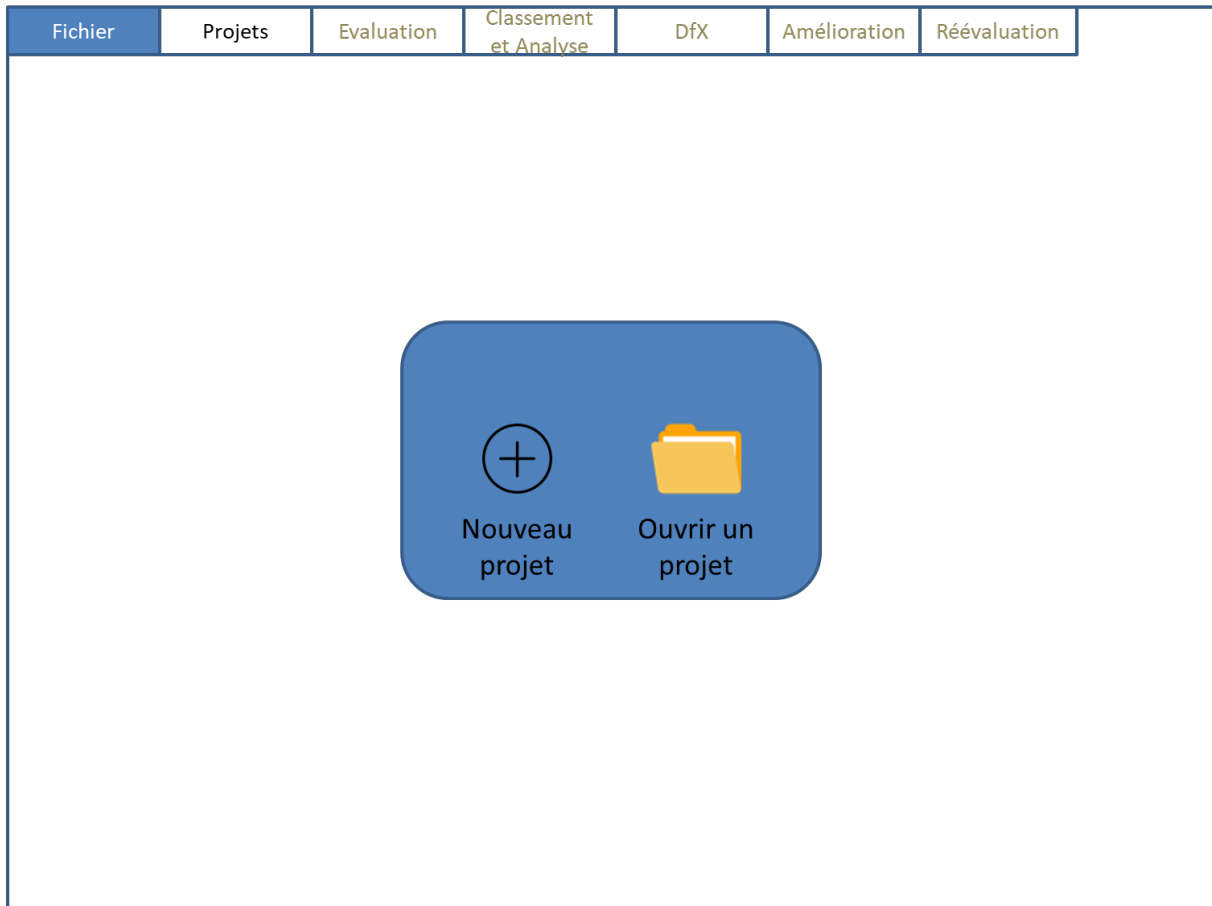 Fichier
Projets
Evaluation
Classement
et Analyse
DfX
Amélioration
Réévaluation
Nouveau
projet
Ouvrir un
projet